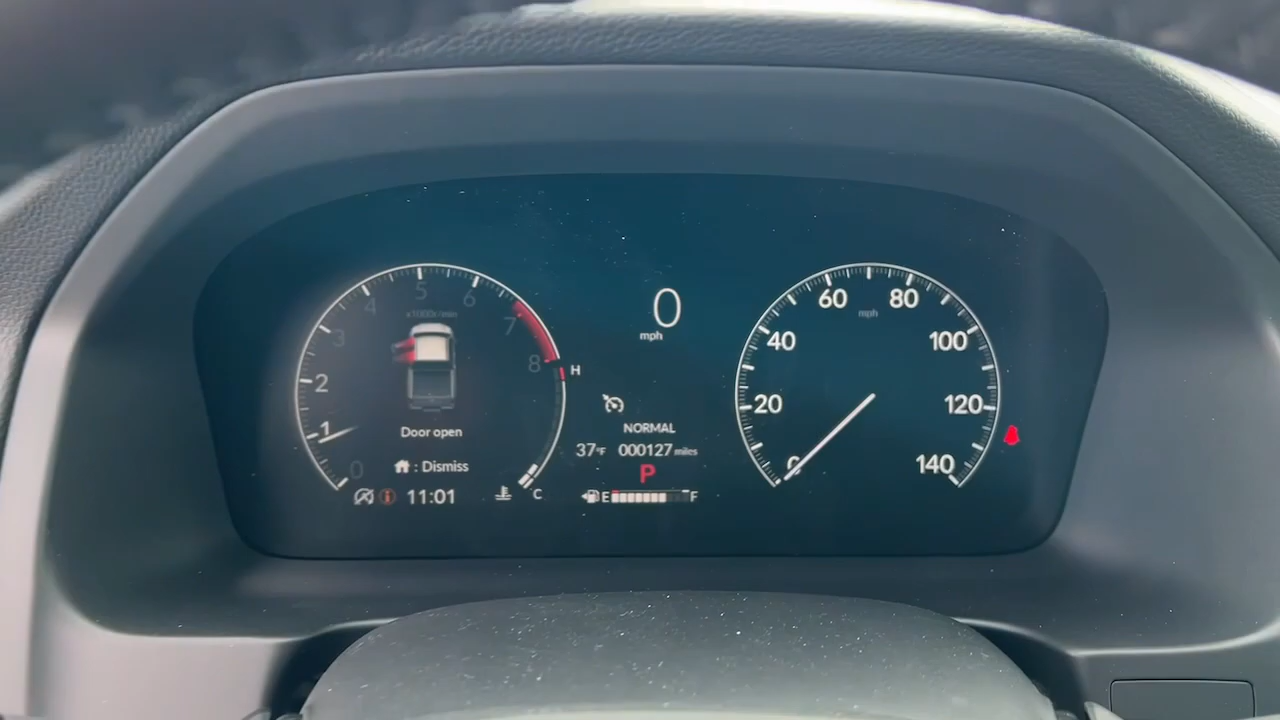 0 1 2 3 4 5 6 7 8
x1000r/min
H
C
Door open
: Dismiss
11:01
0
mph
NORMAL
37°F 000127 miles
P
E F
0 20 40 60 80 100 120 140
mph